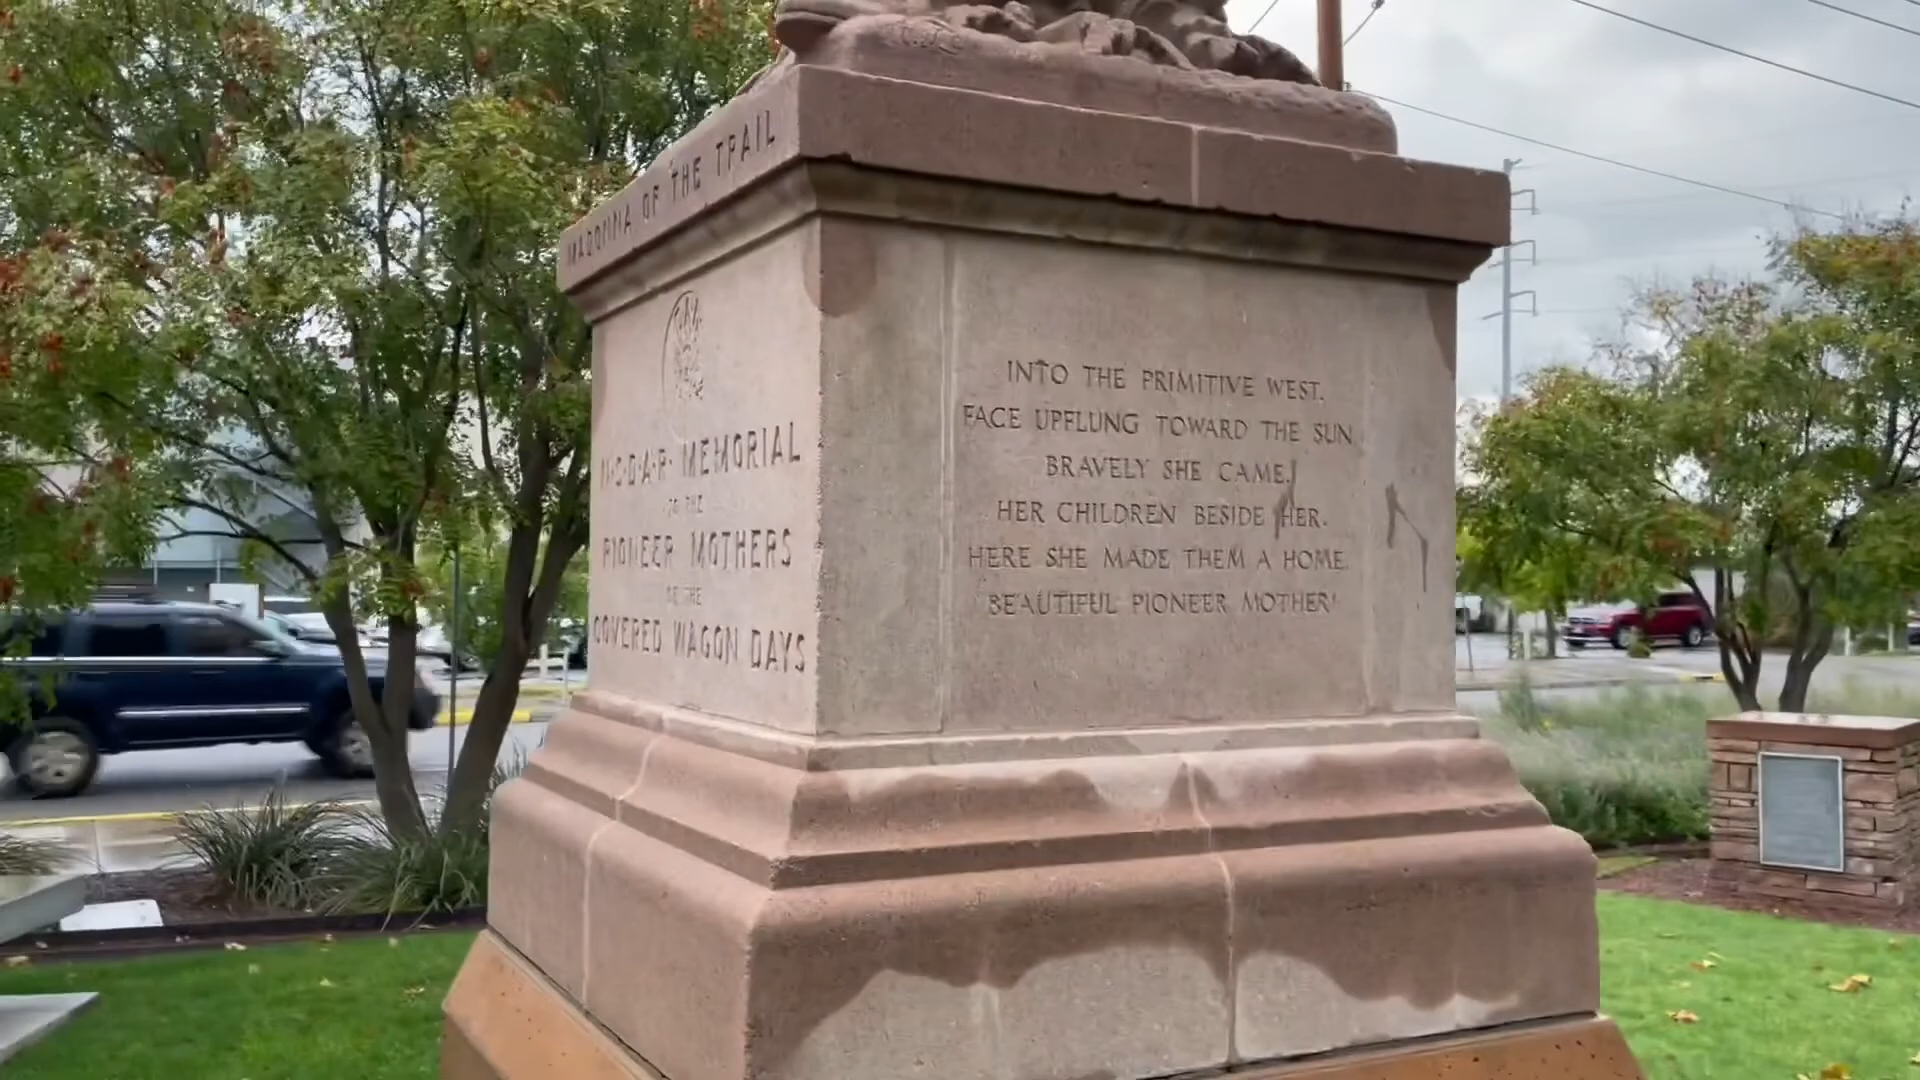 MADONNA OF THE TRAIL
N·S·D·A·R· MEMORIAL
TO THE
PIONEER MOTHERS
OF THE
COVERED WAGON DAYS
INTO THE PRIMITIVE WEST,
FACE UPFLUNG TOWARD THE SUN,
BRAVELY SHE CAME,
HER CHILDREN BESIDE HER.
HERE SHE MADE THEM A HOME.
BEAUTIFUL PIONEER MOTHER!